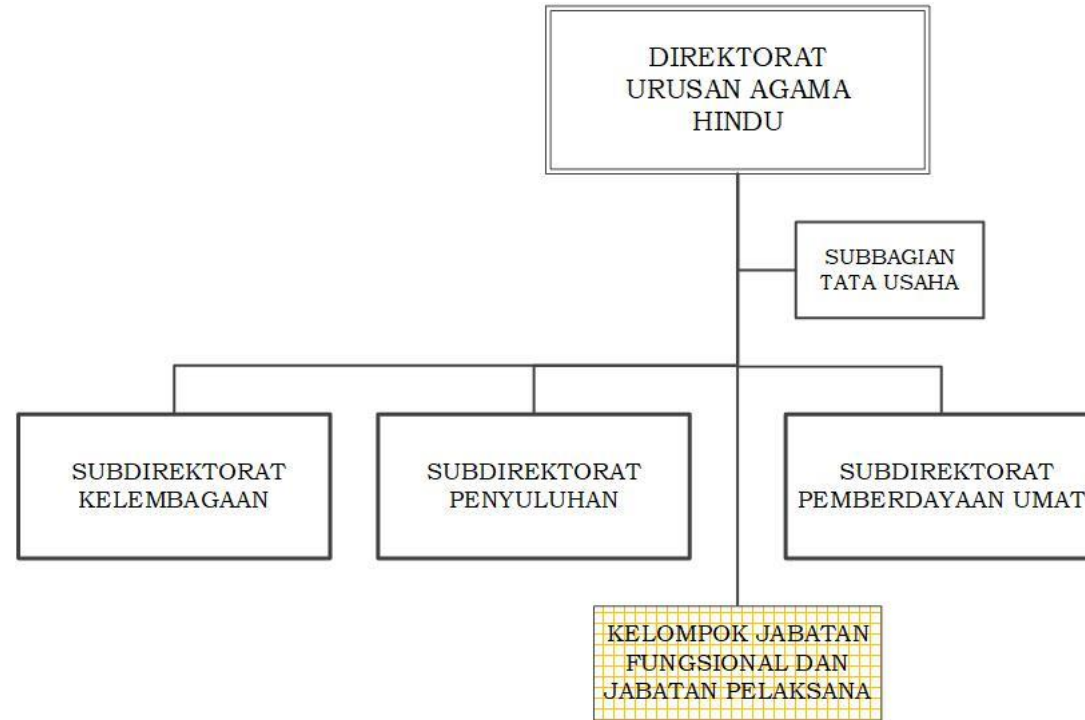 DIREKTORAT
URUSAN AGAMA
HINDU
SUBBAGIAN
TATA USAHA
SUBDIREKTORAT
KELEMBAGAAN
SUBDIREKTORAT
PENYULUHAN
SUBDIREKTORAT
PEMBERDAYAAN UMAT
KELOMPOK JABATAN
FUNGSIONAL DAN
JABATAN PELAKSANA